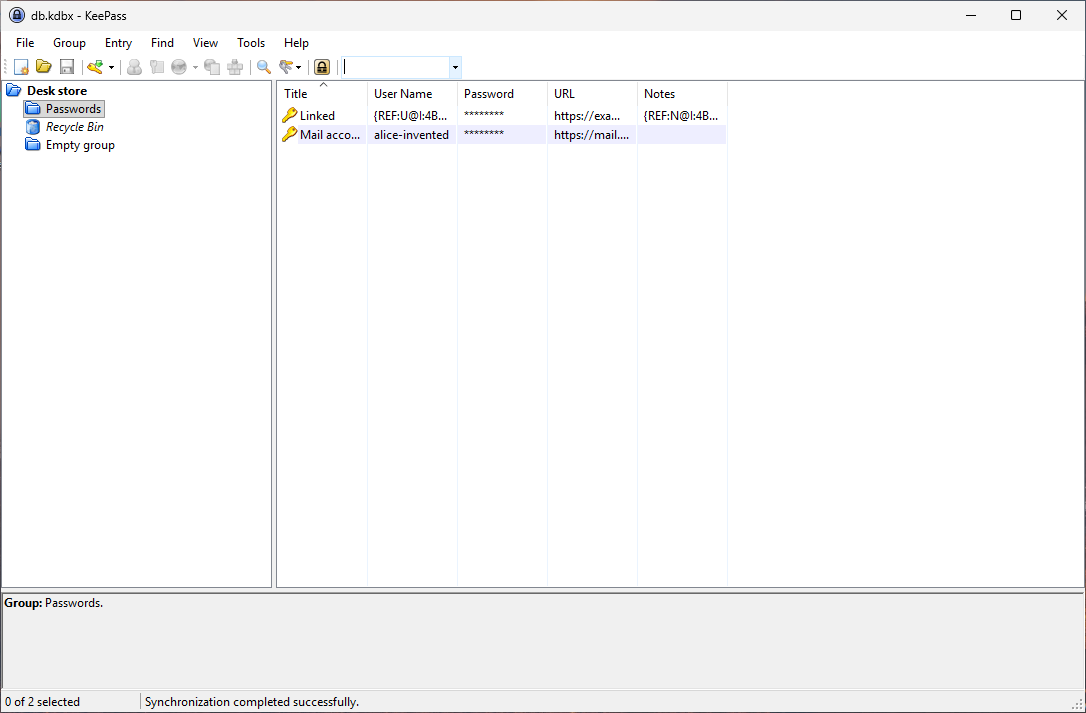 db.kdbx - KeePass
File Group Entry Find View Tools Help
Desk store
Passwords
Recycle Bin
Empty group
Title User Name Password URL Notes
Linked {REF:U@I:4B... ******** https://exa... {REF:N@I:4B...
Mail acco... alice-invented ******** https://mail....
Group: Passwords.
0 of 2 selected Synchronization completed successfully.